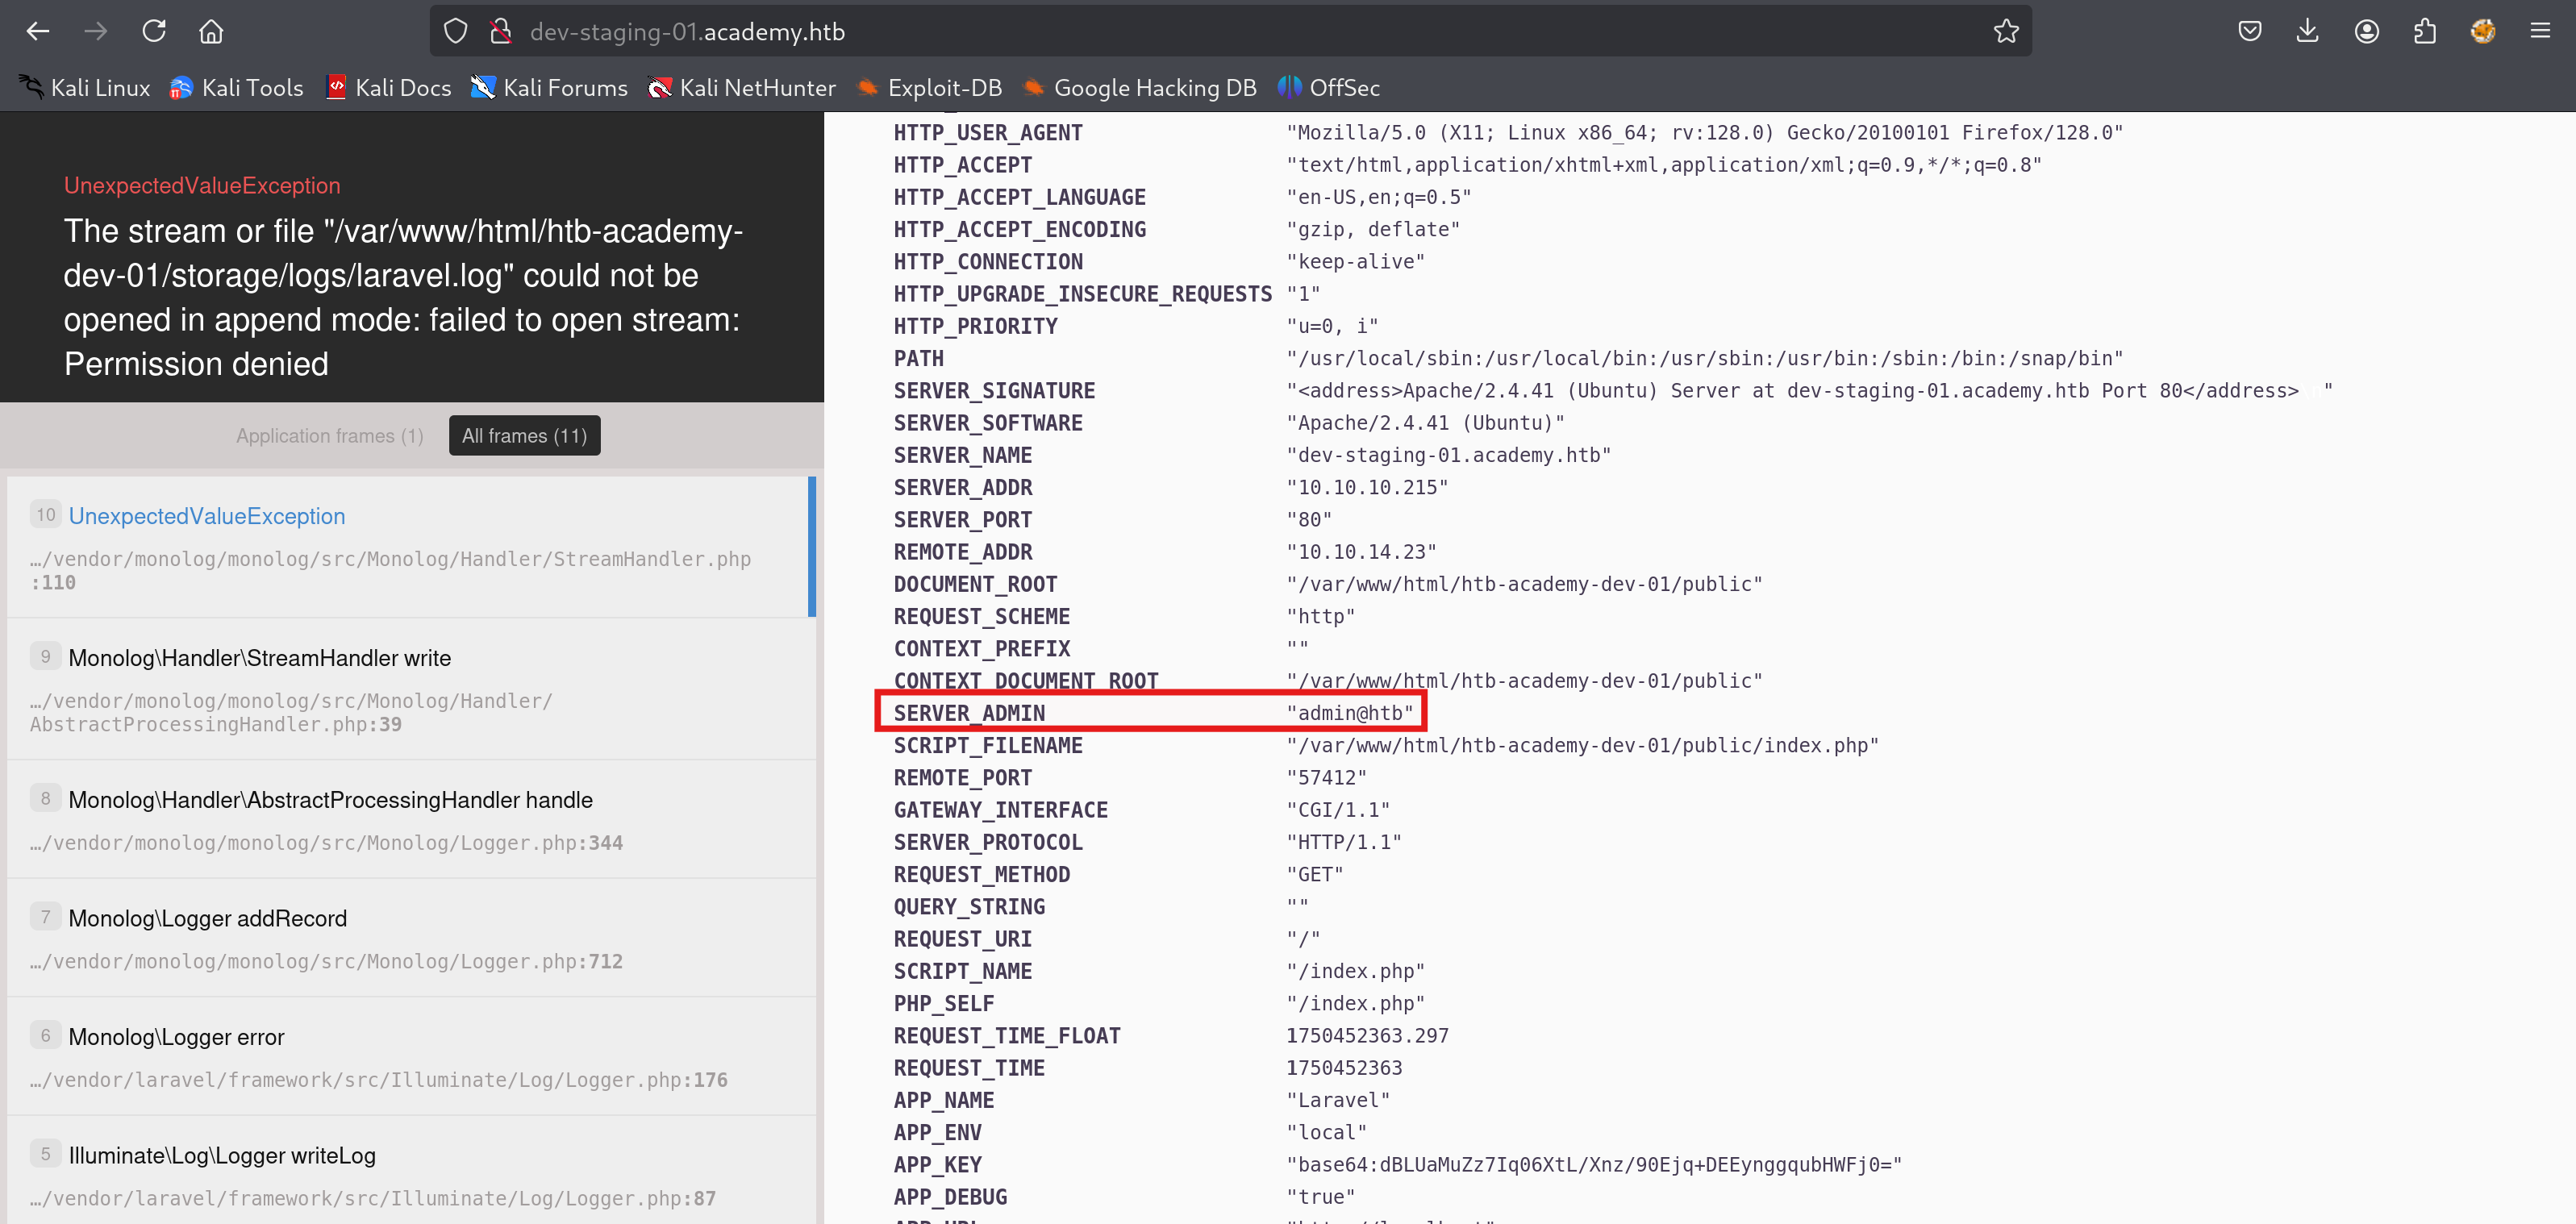 dev-staging-01.academy.htb
Kali Linux Kali Tools Kali Docs Kali Forums Kali NetHunter Exploit-DB Google Hacking DB OffSec
UnexpectedValueException
The stream or file "/var/www/html/htb-academy-
dev-01/storage/logs/laravel.log" could not be
opened in append mode: failed to open stream:
Permission denied
Application frames (1) All frames (11)
10 UnexpectedValueException
…/vendor/monolog/monolog/src/Monolog/Handler/StreamHandler.php
:110
9 Monolog\Handler\StreamHandler write
…/vendor/monolog/monolog/src/Monolog/Handler/
AbstractProcessingHandler.php:39
8 Monolog\Handler\AbstractProcessingHandler handle
…/vendor/monolog/monolog/src/Monolog/Logger.php:344
7 Monolog\Logger addRecord
…/vendor/monolog/monolog/src/Monolog/Logger.php:712
6 Monolog\Logger error
…/vendor/laravel/framework/src/Illuminate/Log/Logger.php:176
5 Illuminate\Log\Logger writeLog
…/vendor/laravel/framework/src/Illuminate/Log/Logger.php:87
HTTP_USER_AGENT "Mozilla/5.0 (X11; Linux x86_64; rv:128.0) Gecko/20100101 Firefox/128.0"
HTTP_ACCEPT "text/html,application/xhtml+xml,application/xml;q=0.9,*/*;q=0.8"
HTTP_ACCEPT_LANGUAGE "en-US,en;q=0.5"
HTTP_ACCEPT_ENCODING "gzip, deflate"
HTTP_CONNECTION "keep-alive"
HTTP_UPGRADE_INSECURE_REQUESTS "1"
HTTP_PRIORITY "u=0, i"
PATH "/usr/local/sbin:/usr/local/bin:/usr/sbin:/usr/bin:/sbin:/bin:/snap/bin"
SERVER_SIGNATURE "<address>Apache/2.4.41 (Ubuntu) Server at dev-staging-01.academy.htb Port 80</address>\n"
SERVER_SOFTWARE "Apache/2.4.41 (Ubuntu)"
SERVER_NAME "dev-staging-01.academy.htb"
SERVER_ADDR "10.10.10.215"
SERVER_PORT "80"
REMOTE_ADDR "10.10.14.23"
DOCUMENT_ROOT "/var/www/html/htb-academy-dev-01/public"
REQUEST_SCHEME "http"
CONTEXT_PREFIX ""
CONTEXT_DOCUMENT_ROOT "/var/www/html/htb-academy-dev-01/public"
SERVER_ADMIN "admin@htb"
SCRIPT_FILENAME "/var/www/html/htb-academy-dev-01/public/index.php"
REMOTE_PORT "57412"
GATEWAY_INTERFACE "CGI/1.1"
SERVER_PROTOCOL "HTTP/1.1"
REQUEST_METHOD "GET"
QUERY_STRING ""
REQUEST_URI "/"
SCRIPT_NAME "/index.php"
PHP_SELF "/index.php"
REQUEST_TIME_FLOAT 1750452363.297
REQUEST_TIME 1750452363
APP_NAME "Laravel"
APP_ENV "local"
APP_KEY "base64:dBLUaMuZz7Iq06XtL/Xnz/90Ejq+DEEynggqubHWFj0="
APP_DEBUG "true"